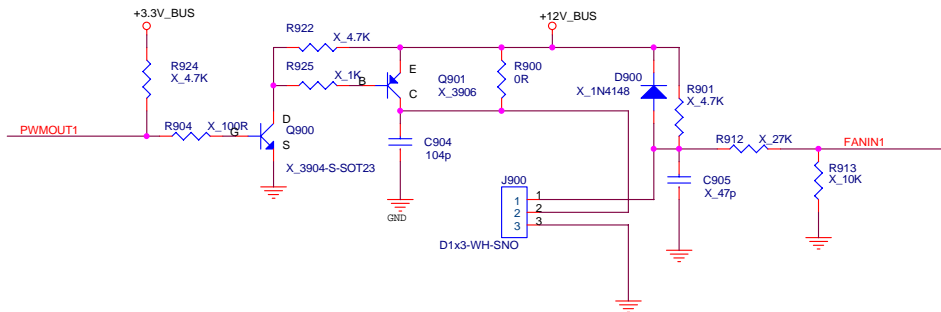 +3.3V_BUS
+12V_BUS
R922
X_4.7K
R924
X_4.7K
R925
X_1K
B
E
C
Q901
X_3906
R900
0R
D900
X_1N4148
R901
X_4.7K
PWMOUT1
R904
X_100R
G
D
S
Q900
X_3904-S-SOT23
C904
104p
GND
R912
X_27K
FANIN1
R913
X_10K
C905
X_47p
J900
1
2
3
1
2
3
D1x3-WH-SNO